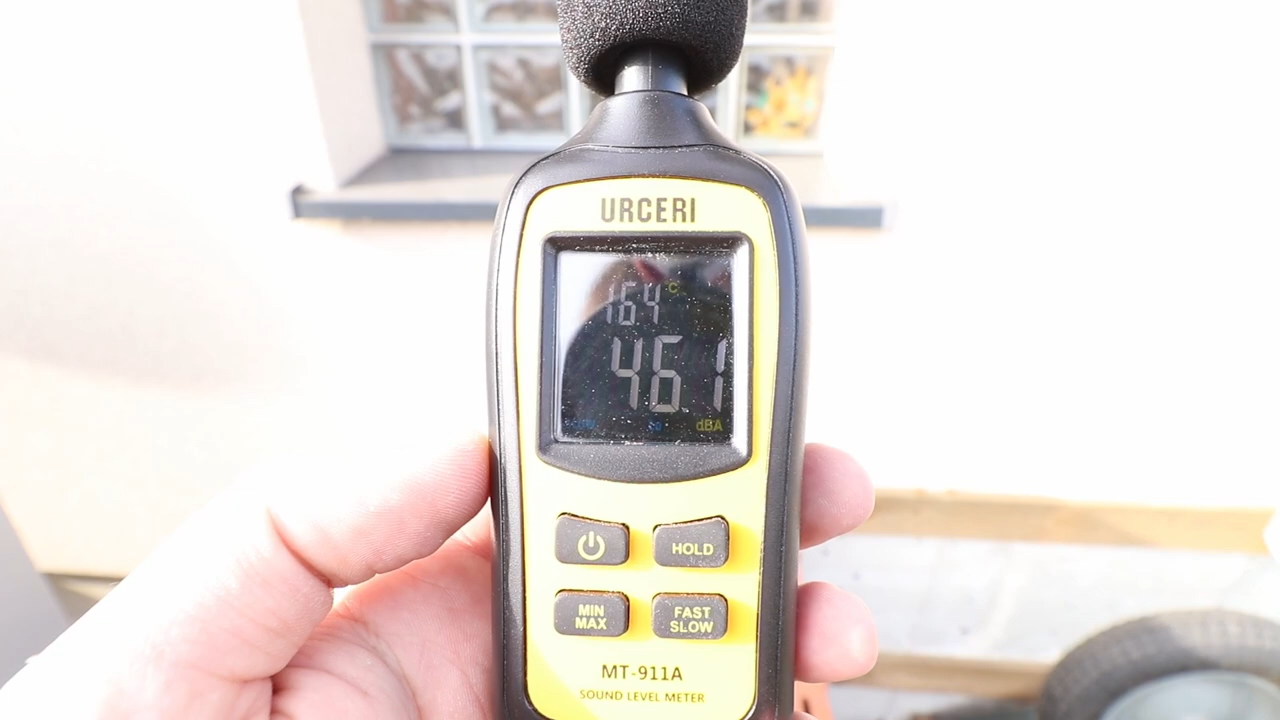 URCERI
16.4 °C
46.1
dBA
HOLD
MIN
MAX
FAST
SLOW
MT-911A
SOUND LEVEL METER